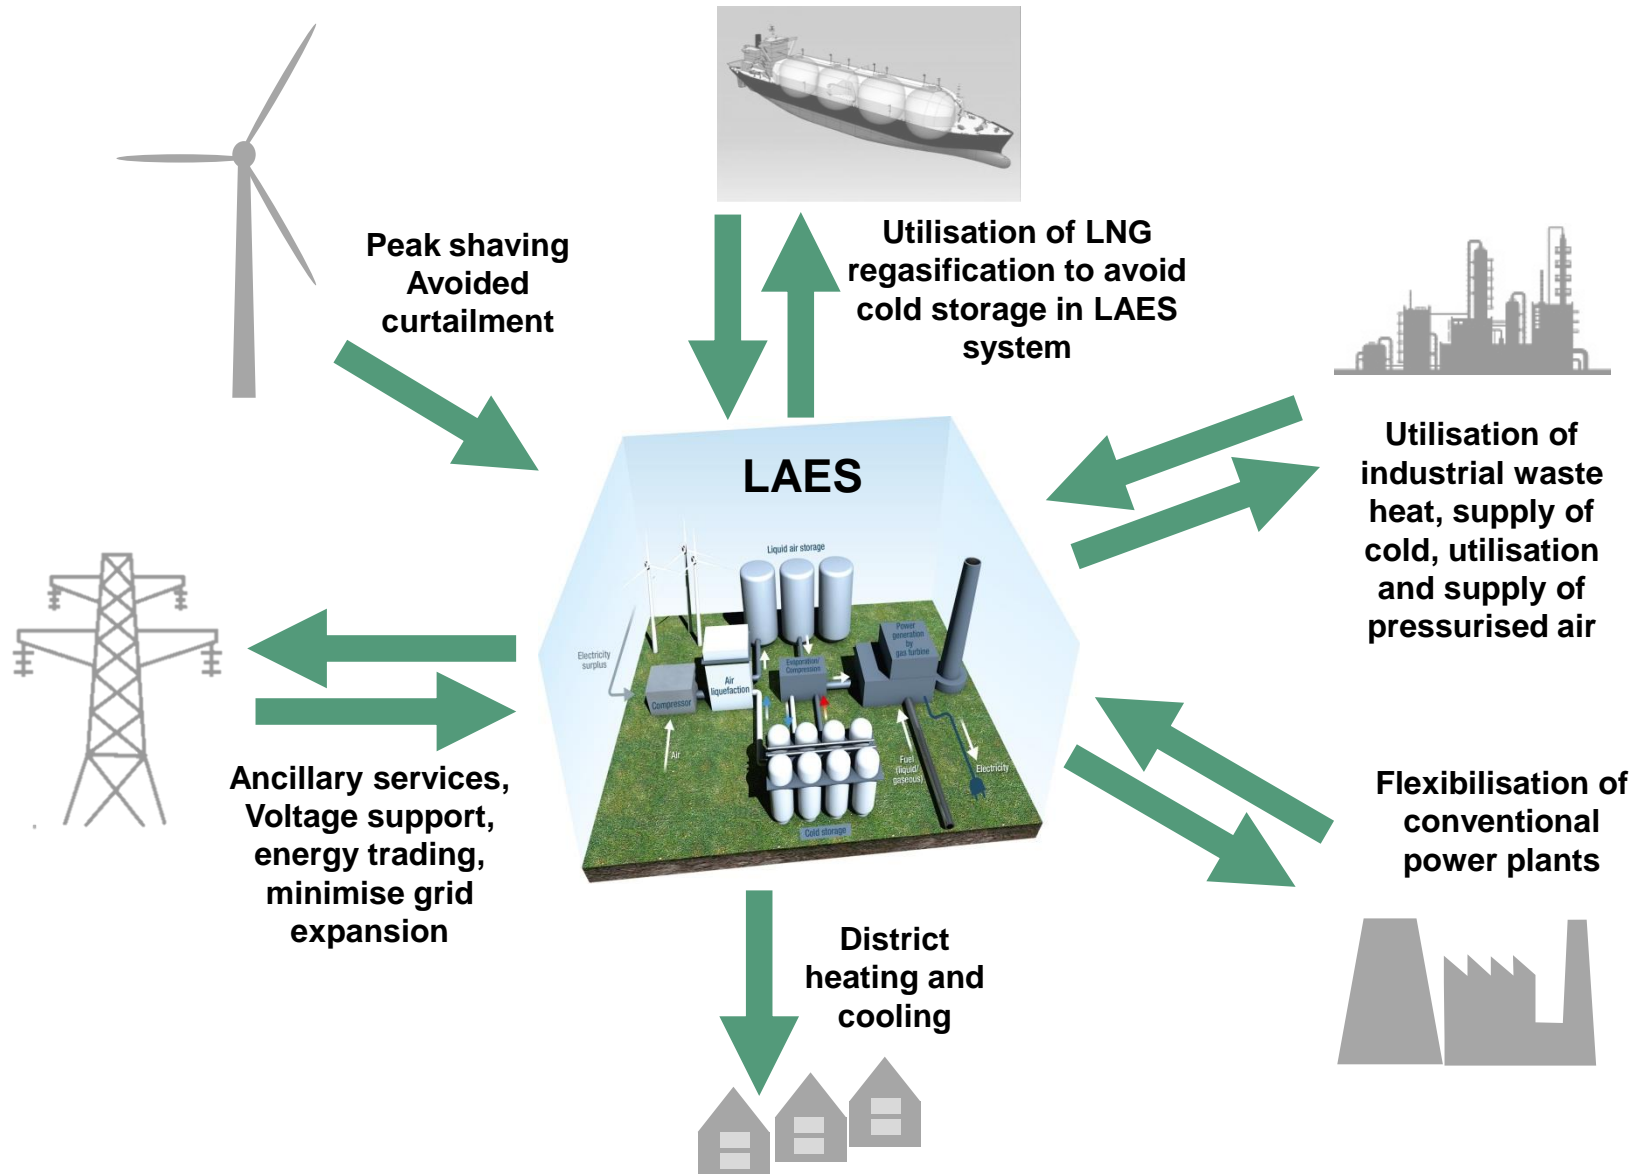 Peak shaving
Avoided
curtailment
Utilisation of LNG
regasification to avoid
cold storage in LAES
system
Utilisation of
industrial waste
heat, supply of
cold, utilisation
and supply of
pressurised air
LAES
Liquid air storage
Electricity
surplus
Compressor
Air
liquefaction
Evaporation/
Compression
Power
generation
by
gas turbine
Air
Fuel
(liquid/
gaseous)
Electricity
Cold storage
Ancillary services,
Voltage support,
energy trading,
minimise grid
expansion
Flexibilisation of
conventional
power plants
District
heating and
cooling